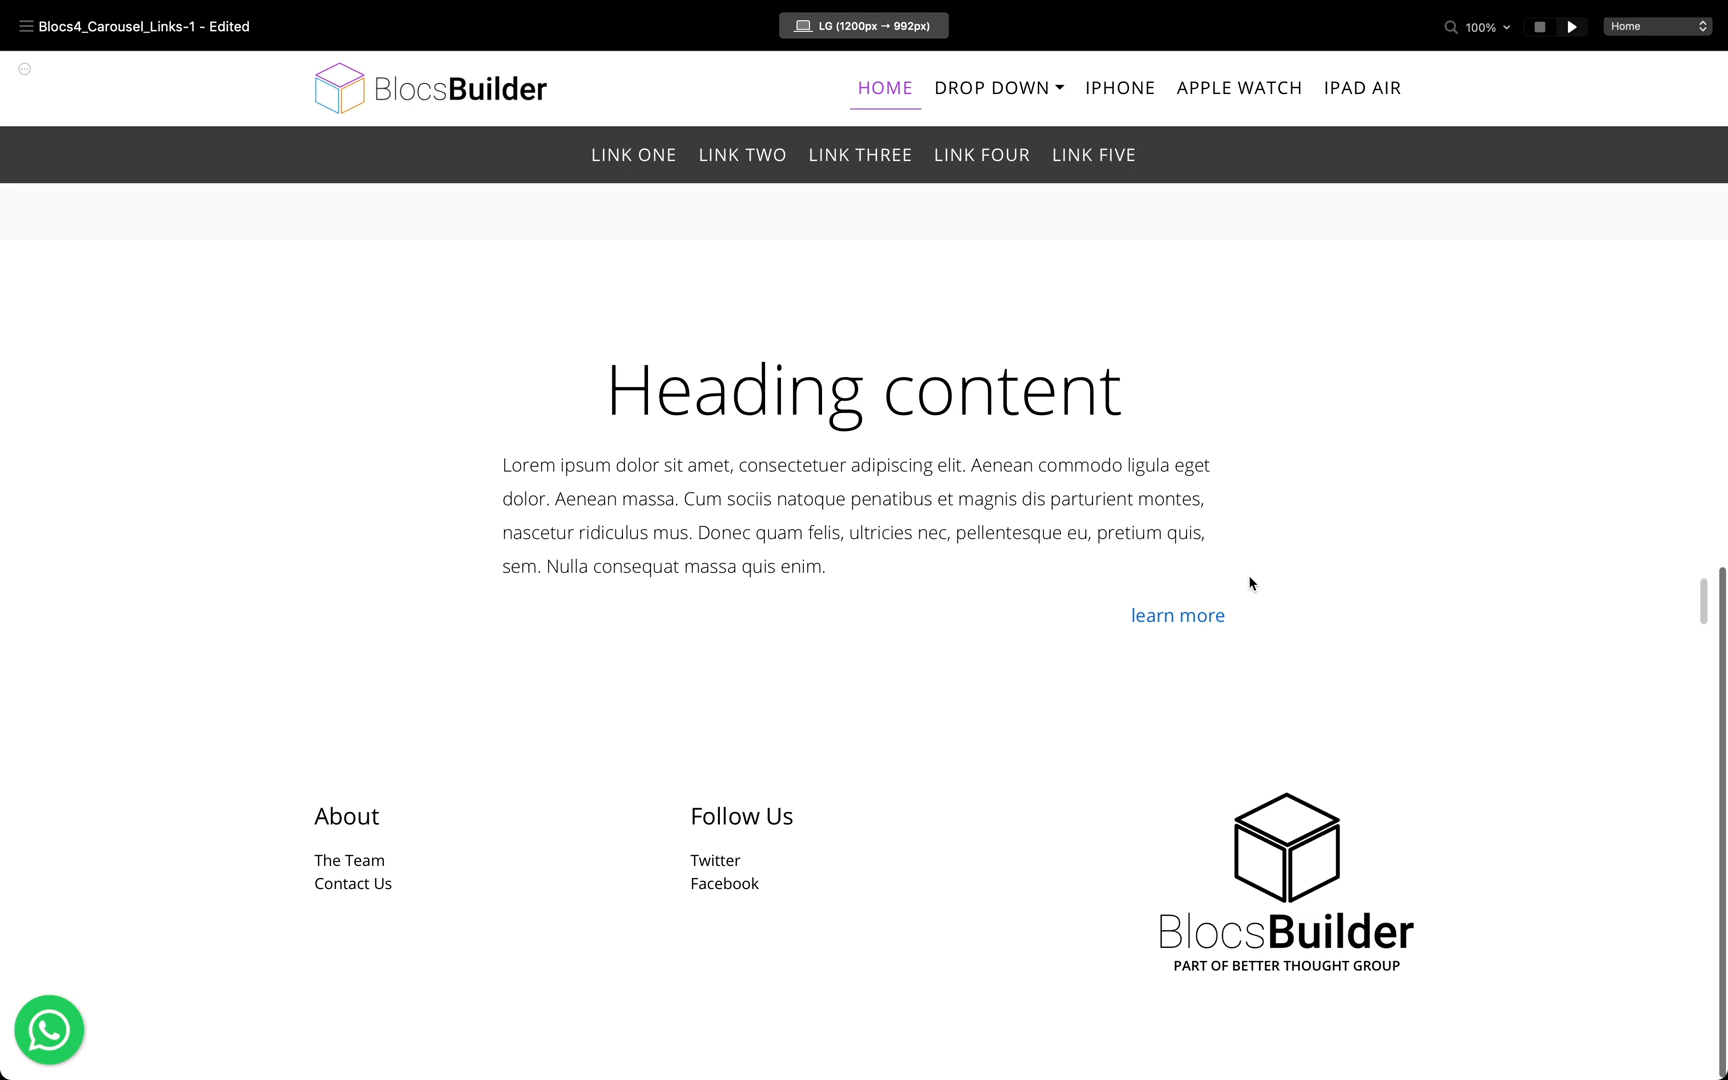 Blocs4_Carousel_Links-1 - Edited
LG (1200px → 992px)
100%
Home
BlocsBuilder
HOME
DROP DOWN
IPHONE
APPLE WATCH
IPAD AIR
LINK ONE
LINK TWO
LINK THREE
LINK FOUR
LINK FIVE
Heading content
Lorem ipsum dolor sit amet, consectetuer adipiscing elit. Aenean commodo ligula eget
dolor. Aenean massa. Cum sociis natoque penatibus et magnis dis parturient montes,
nascetur ridiculus mus. Donec quam felis, ultricies nec, pellentesque eu, pretium quis,
sem. Nulla consequat massa quis enim.
learn more
About
The Team
Contact Us
Follow Us
Twitter
Facebook
BlocsBuilder
PART OF BETTER THOUGHT GROUP